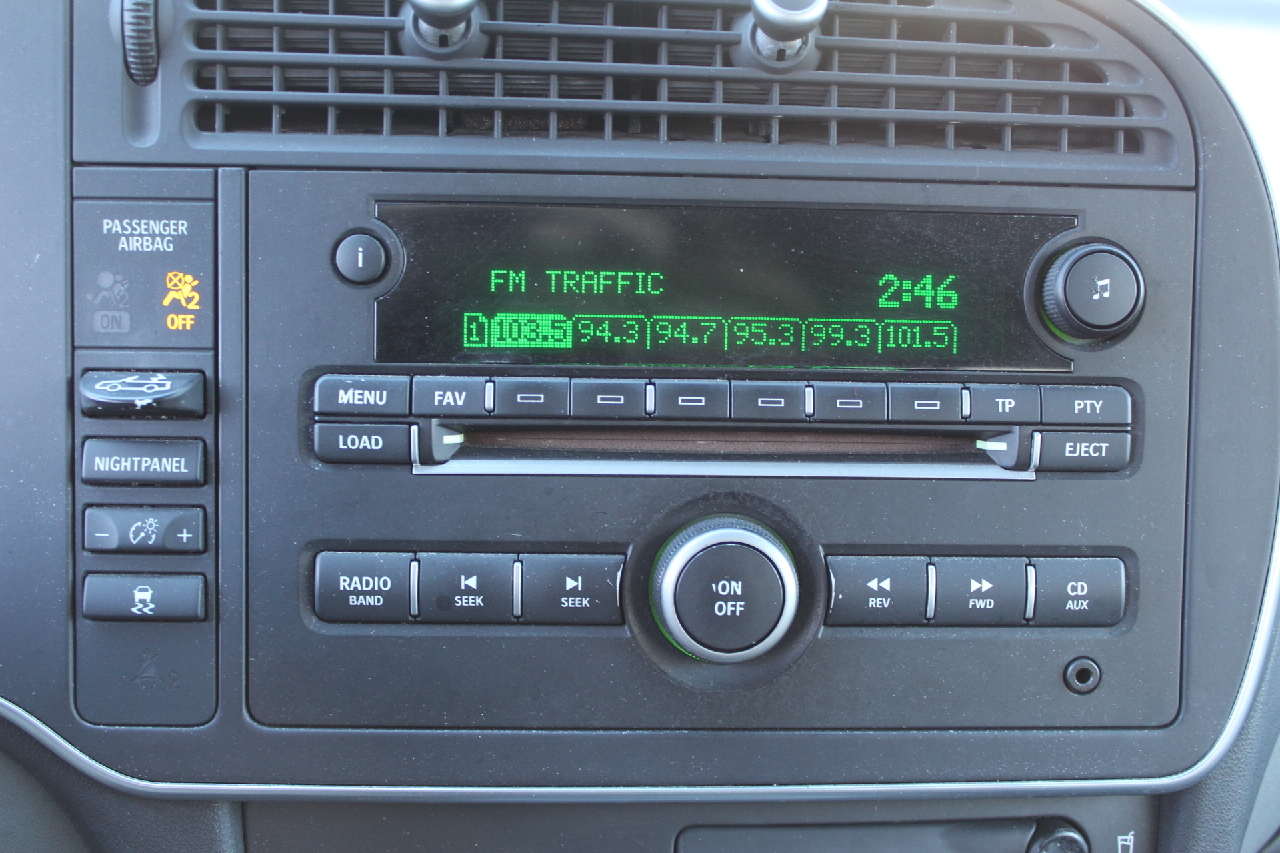 PASSENGER
AIRBAG
ON
2
OFF
i
FM TRAFFIC 2:46
1 103.5 94.3 94.7 95.3 99.3 101.5
MENU FAV TP PTY
LOAD EJECT
NIGHTPANEL
- +
RADIO
BAND
SEEK
SEEK
ON
OFF
REV
FWD
CD
AUX
2